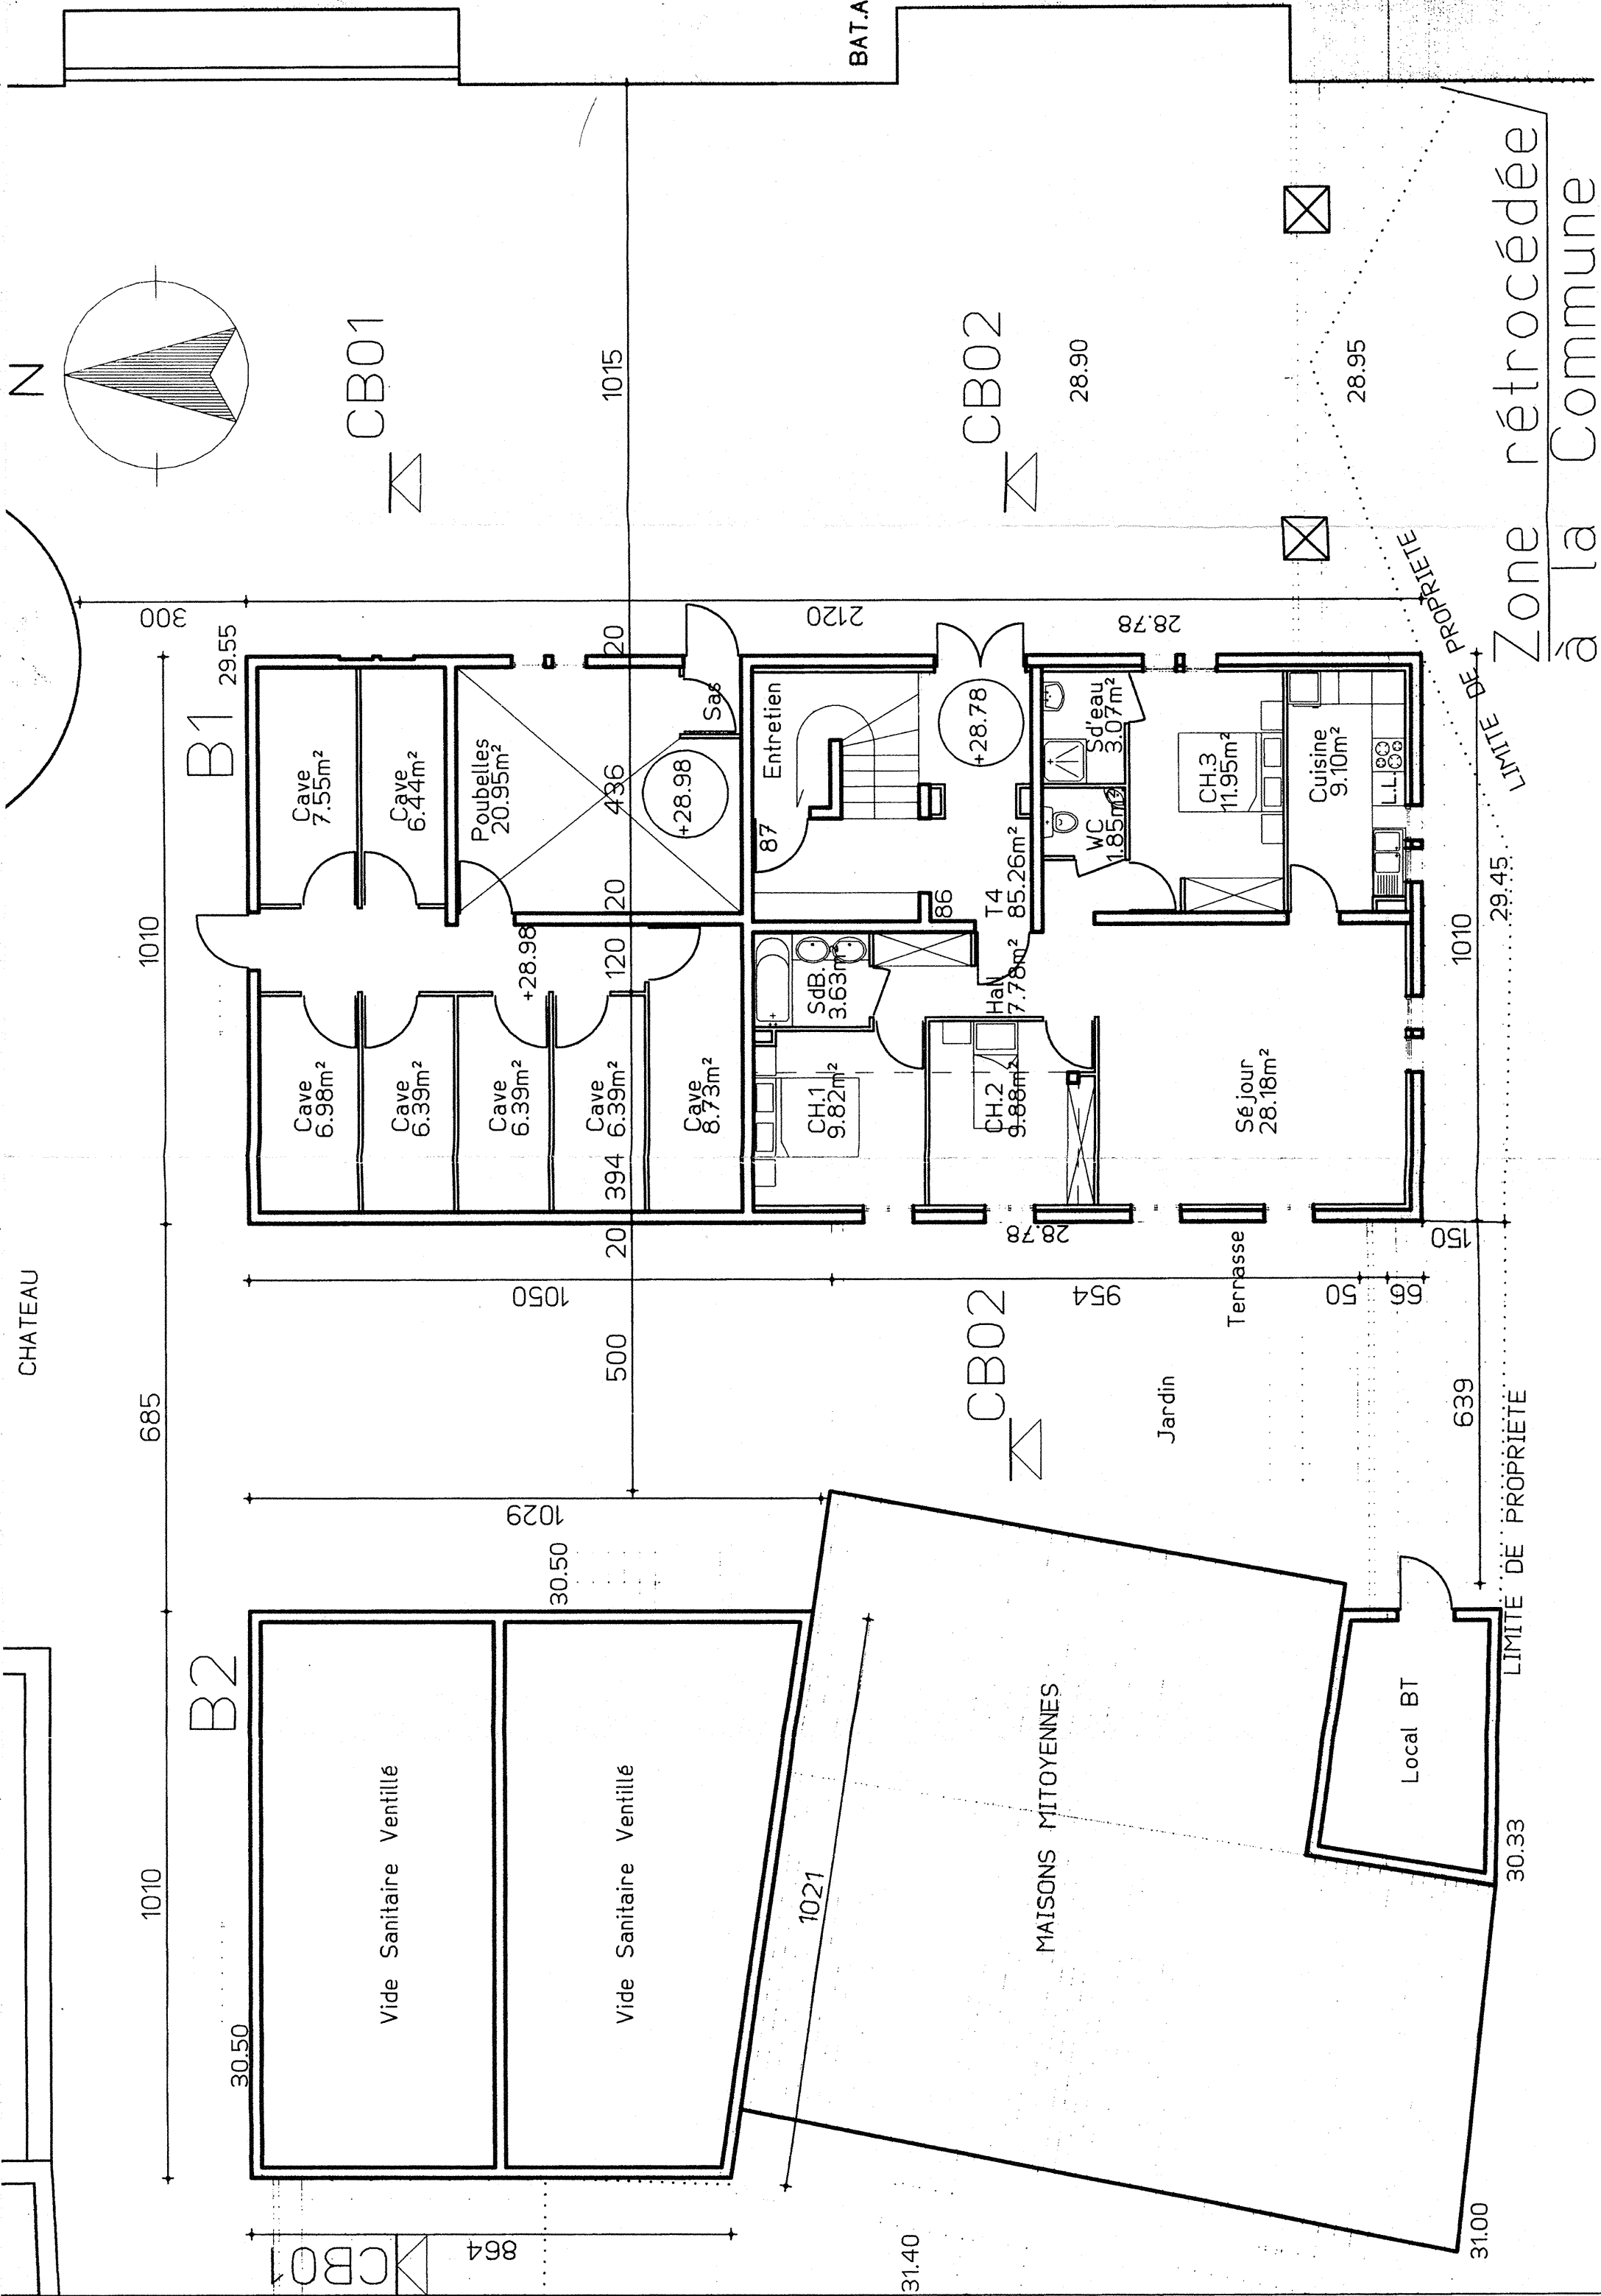 CHATEAU
N
BAT.A
B1
B2
CB01
CB01
CB02
CB02
300
29.55
1010
685
1010
30.50
Cave
7.55m²
Cave
6.44m²
Poubelles
20.95m²
Sas
+28.98
+28.98
Cave
6.98m²
Cave
6.39m²
Cave
6.39m²
Cave
6.39m²
Cave
8.73m²
20
436
20
120
394
20
500
1015
2120
Entretien
87
86
+28.78
T4
85.26m²
Hall
7.78m²
SdB.
3.63m²
CH.1
9.82m²
CH.2
9.88m²
Séjour
28.18m²
WC
1.85m²
Sd'eau
3.07m²
CH.3
11.95m²
Cuisine
9.10m²
L.L.
28.78
28.78
28.90
28.95
1050
954
50
66
150
Terrasse
Jardin
1010
29.45
639
LIMITE DE PROPRIETE
LIMITE DE PROPRIETE
Zone rétrocédée
à la Commune
1029
30.50
Vide Sanitaire Ventillé
Vide Sanitaire Ventillé
864
1021
MAISONS MITOYENNES
Local BT
30.33
31.00
31.40